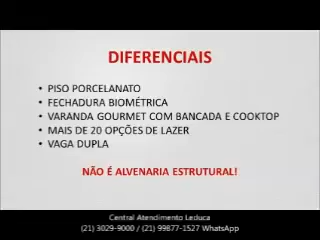 DIFERENCIAIS
• PISO PORCELANATO
• FECHADURA BIOMÉTRICA
• VARANDA GOURMET COM BANCADA E COOKTOP
• MAIS DE 20 OPÇÕES DE LAZER
• VAGA DUPLA
NÃO É ALVENARIA ESTRUTURAL!
Central Atendimento Leduca
(21) 3029-9000 / (21) 99877-1527 WhatsApp